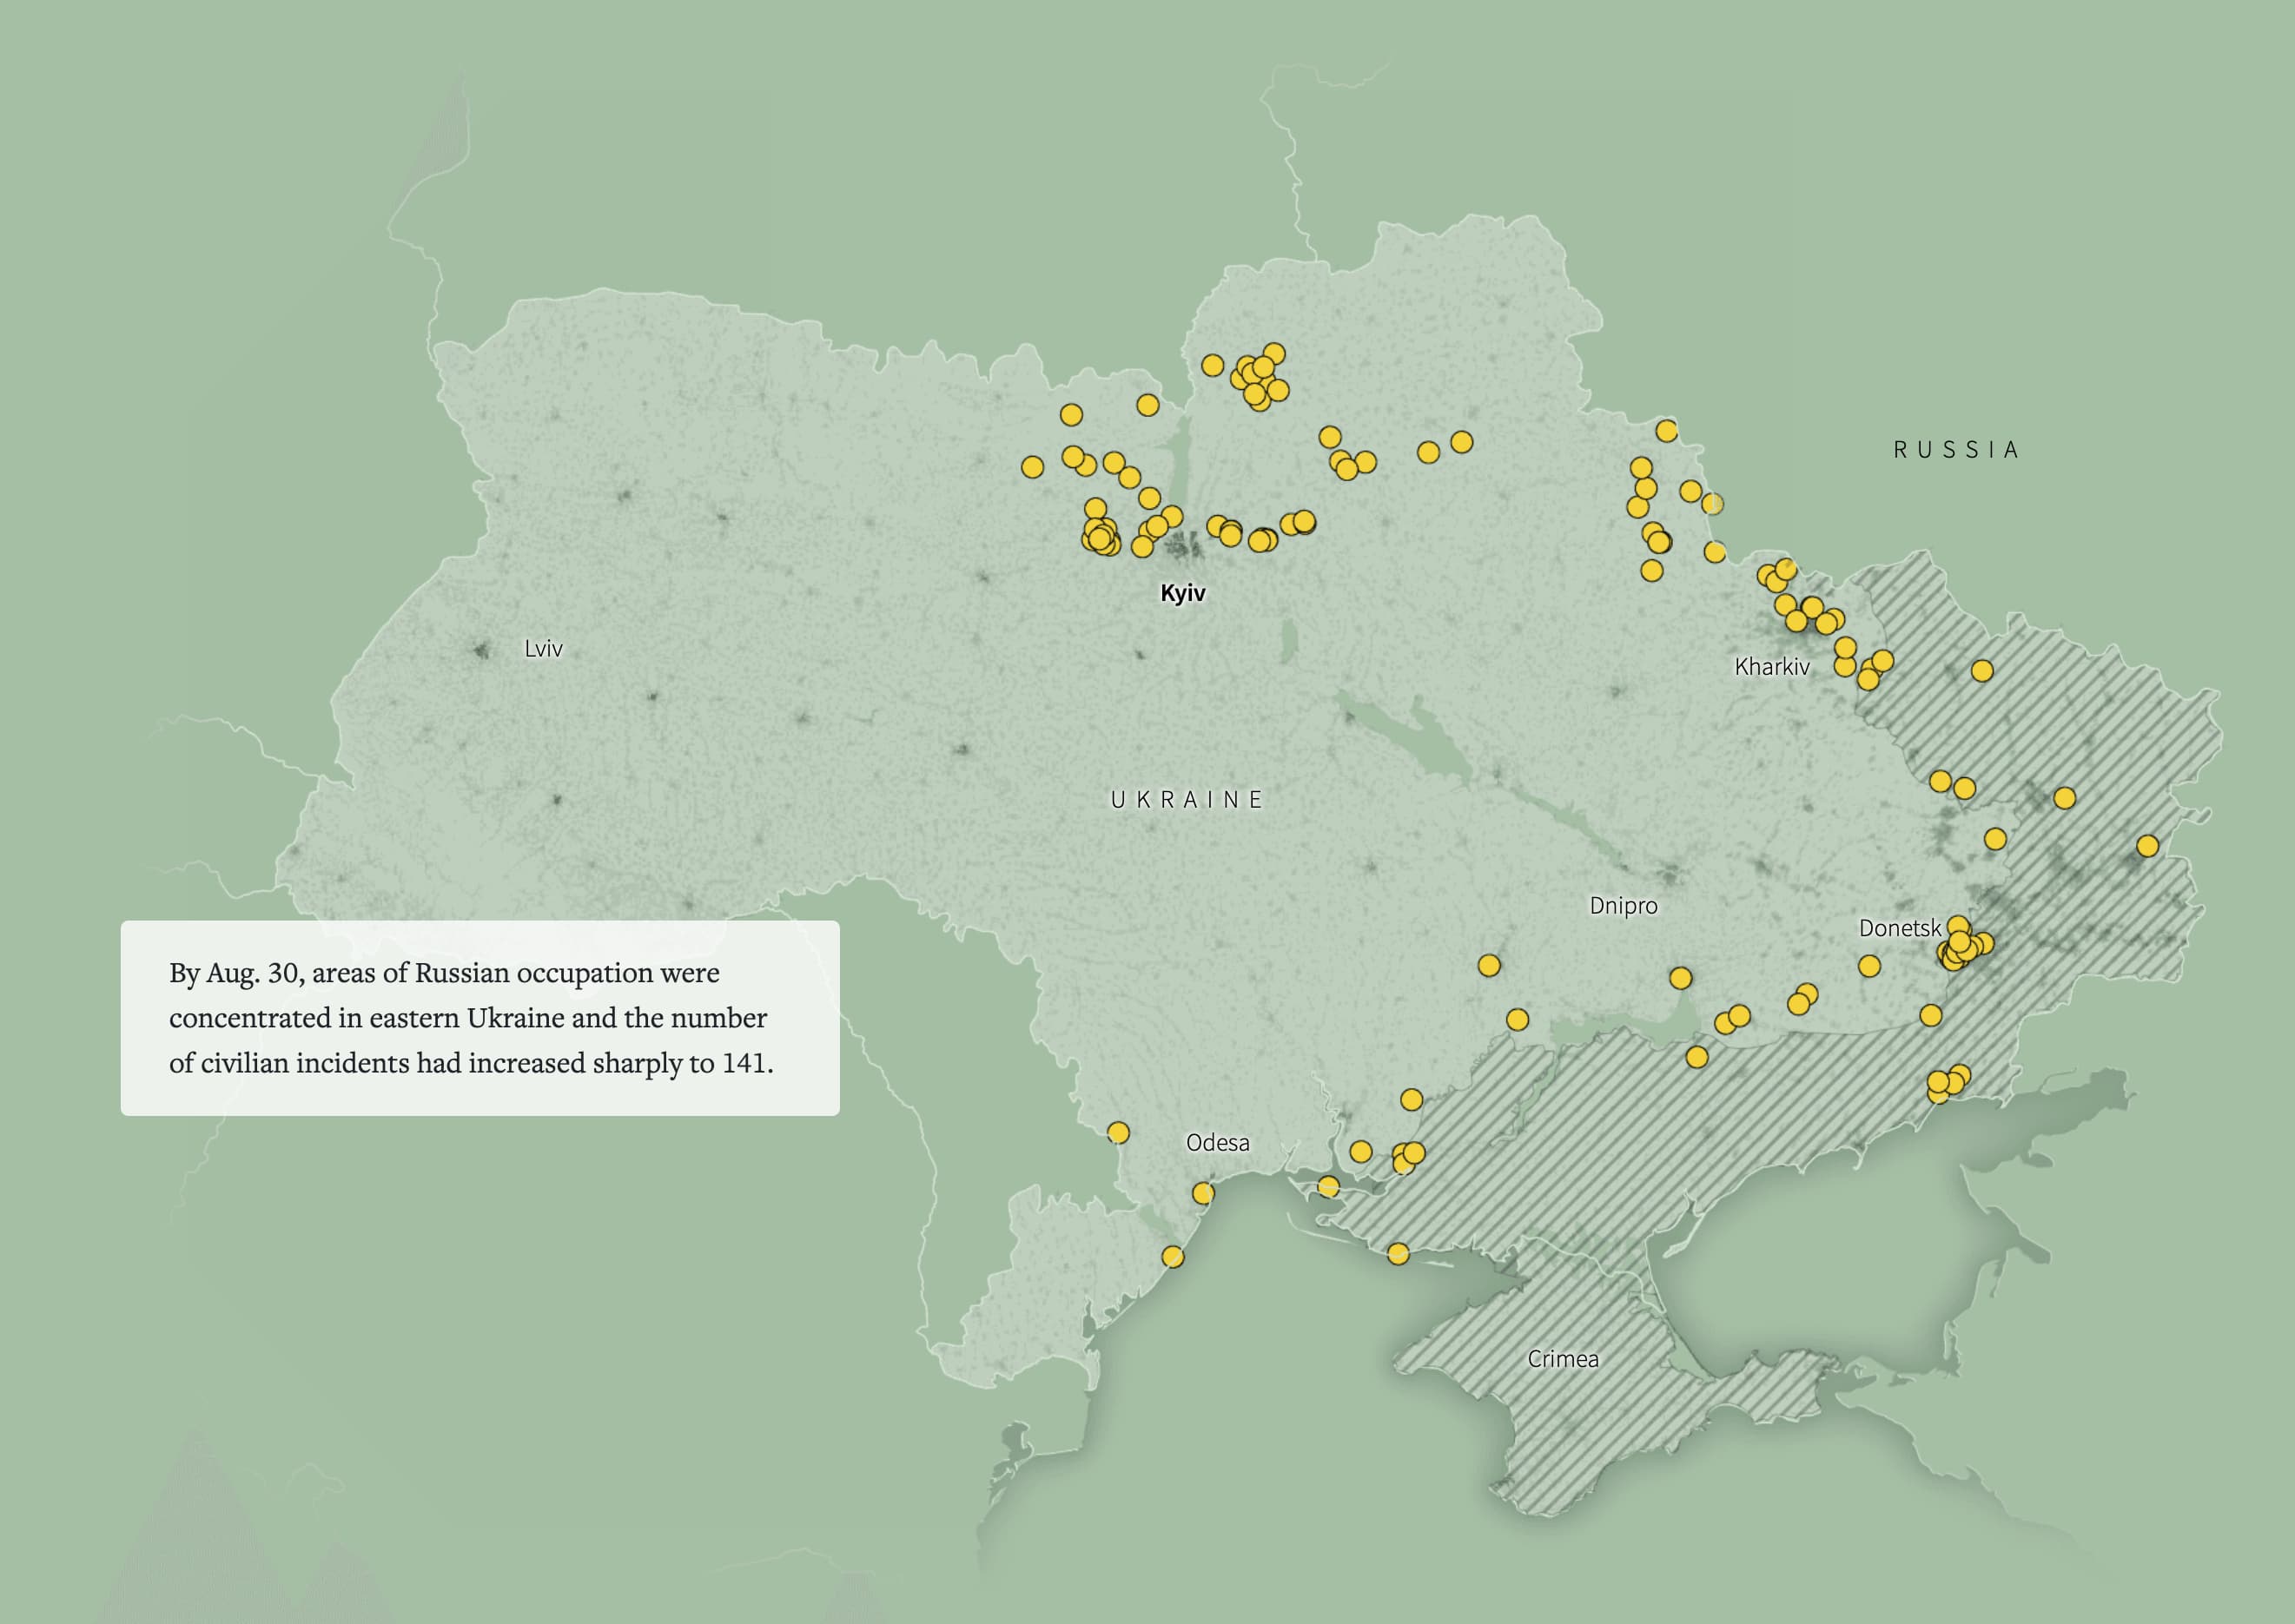 RUSSIA
Kyiv
Lviv
Kharkiv
UKRAINE
Dnipro
Donetsk
By Aug. 30, areas of Russian occupation were
concentrated in eastern Ukraine and the number
of civilian incidents had increased sharply to 141.
Odesa
Crimea